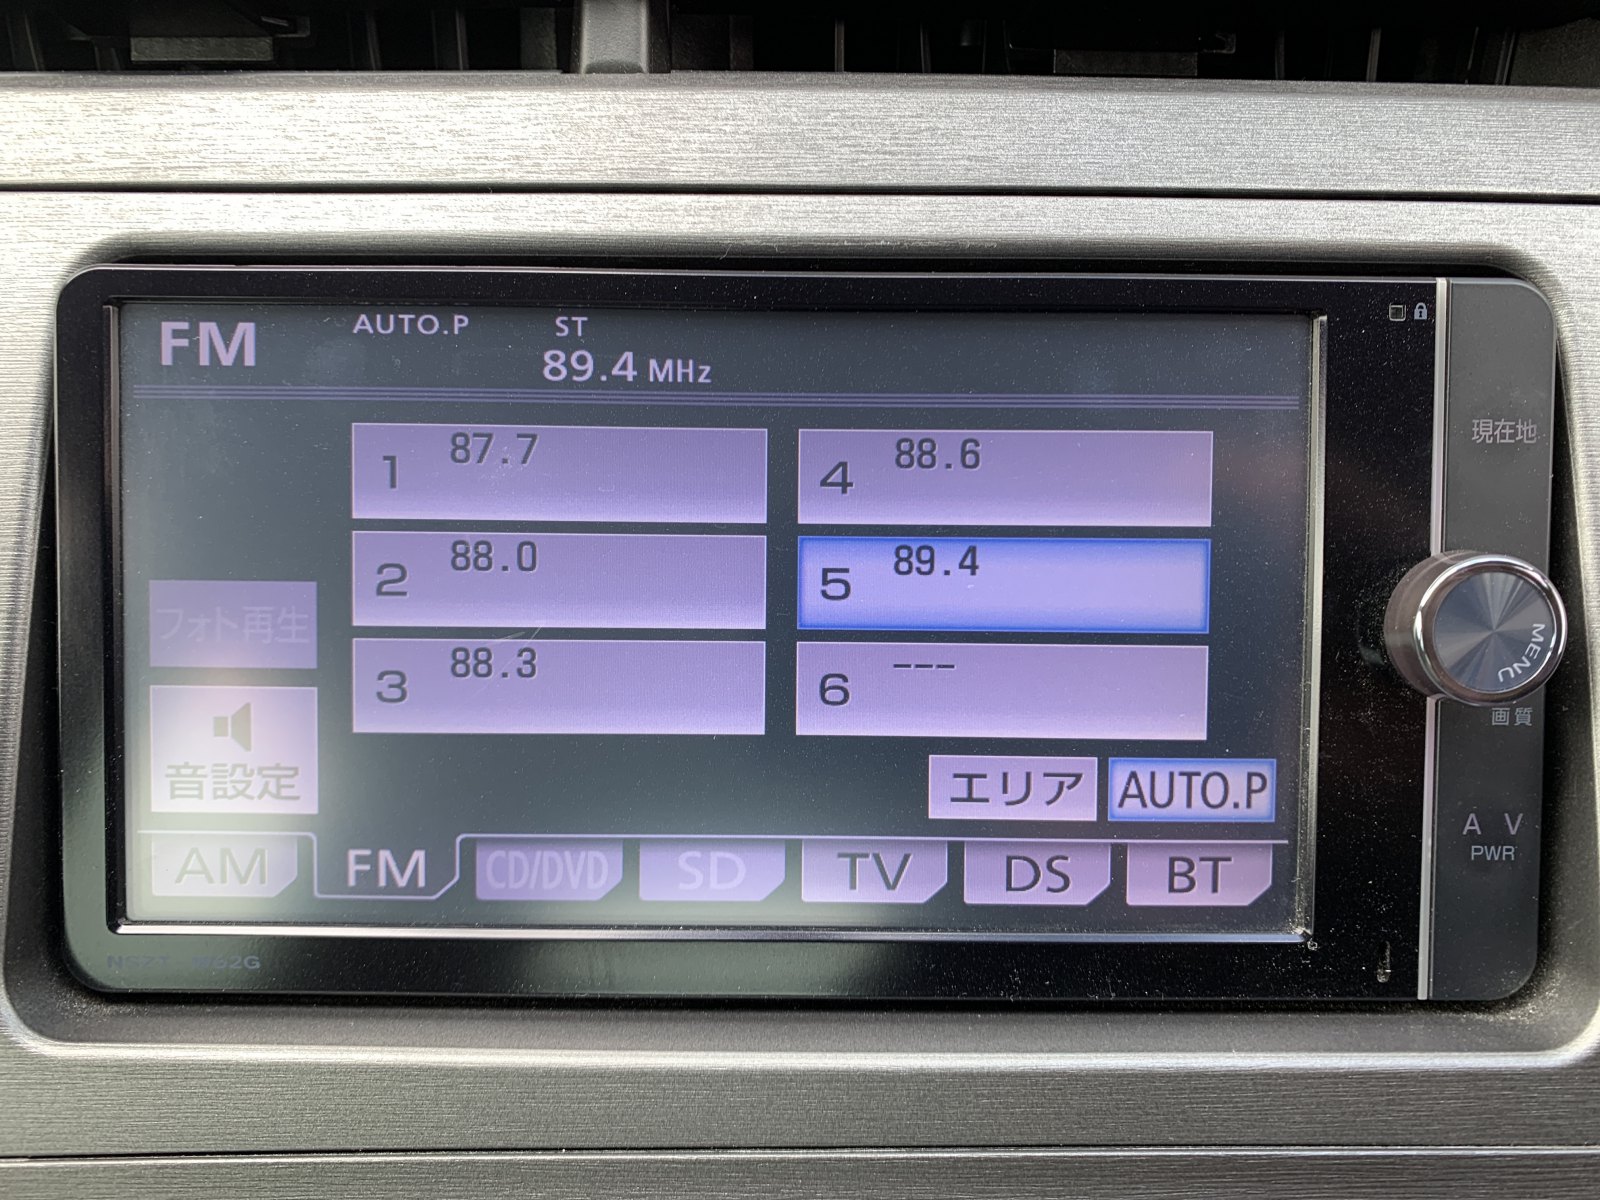 FM
AUTO.P
ST
89.4 MHz
1 87.7
4 88.6
2 88.0
5 89.4
3 88.3
6 ---
フォト再生
音設定
エリア
AUTO.P
AM
FM
CD/DVD
SD
TV
DS
BT
現在地
MENU
画質
A V
PWR